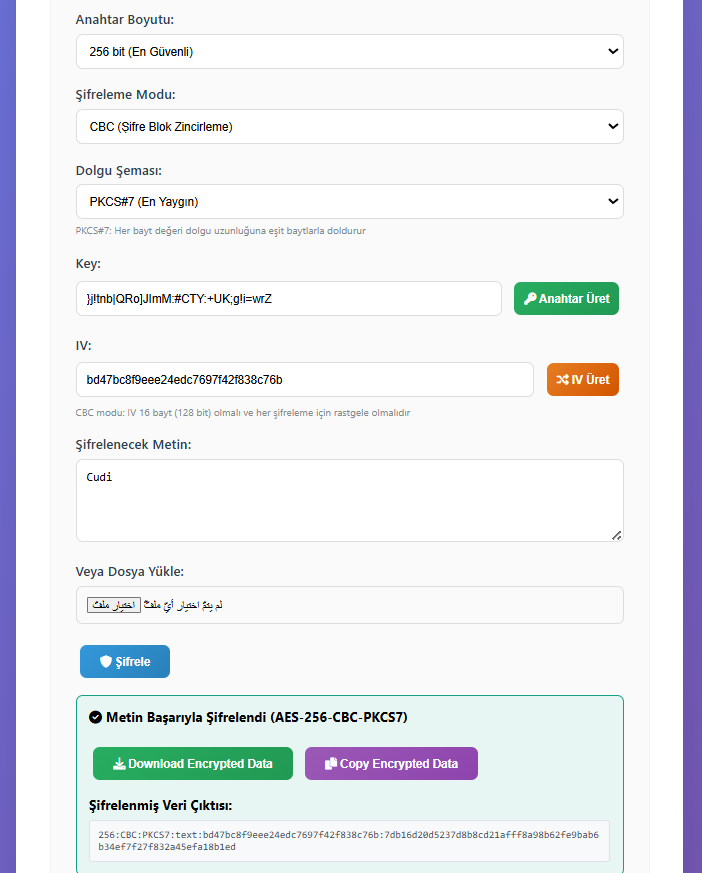 Anahtar Boyutu:
256 bit (En Güvenli)
Şifreleme Modu:
CBC (Şifre Blok Zincirleme)
Dolgu Şeması:
PKCS#7 (En Yaygın)
PKCS#7: Her bayt değeri dolgu uzunluğuna eşit baytlarla doldurur
Key:
}j!tnb|QRo]JImM:#CTY:+UK;g!i=wrZ
Anahtar Üret
IV:
bd47bc8f9eee24edc7697f42f838c76b
IV Üret
CBC modu: IV 16 bayt (128 bit) olmalı ve her şifreleme için rastgele olmalıdır
Şifrelenecek Metin:
Cudi
Veya Dosya Yükle:
اختيار ملفّ لم يتمّ اختيار أيّ ملفّ
Şifrele
Metin Başarıyla Şifrelendi (AES-256-CBC-PKCS7)
Download Encrypted Data
Copy Encrypted Data
Şifrelenmiş Veri Çıktısı:
256:CBC:PKCS7:text:bd47bc8f9eee24edc7697f42f838c76b:7db16d20d5237d8b8cd21afff8a98b62fe9bab6
b34ef7f27f832a45efa18b1ed